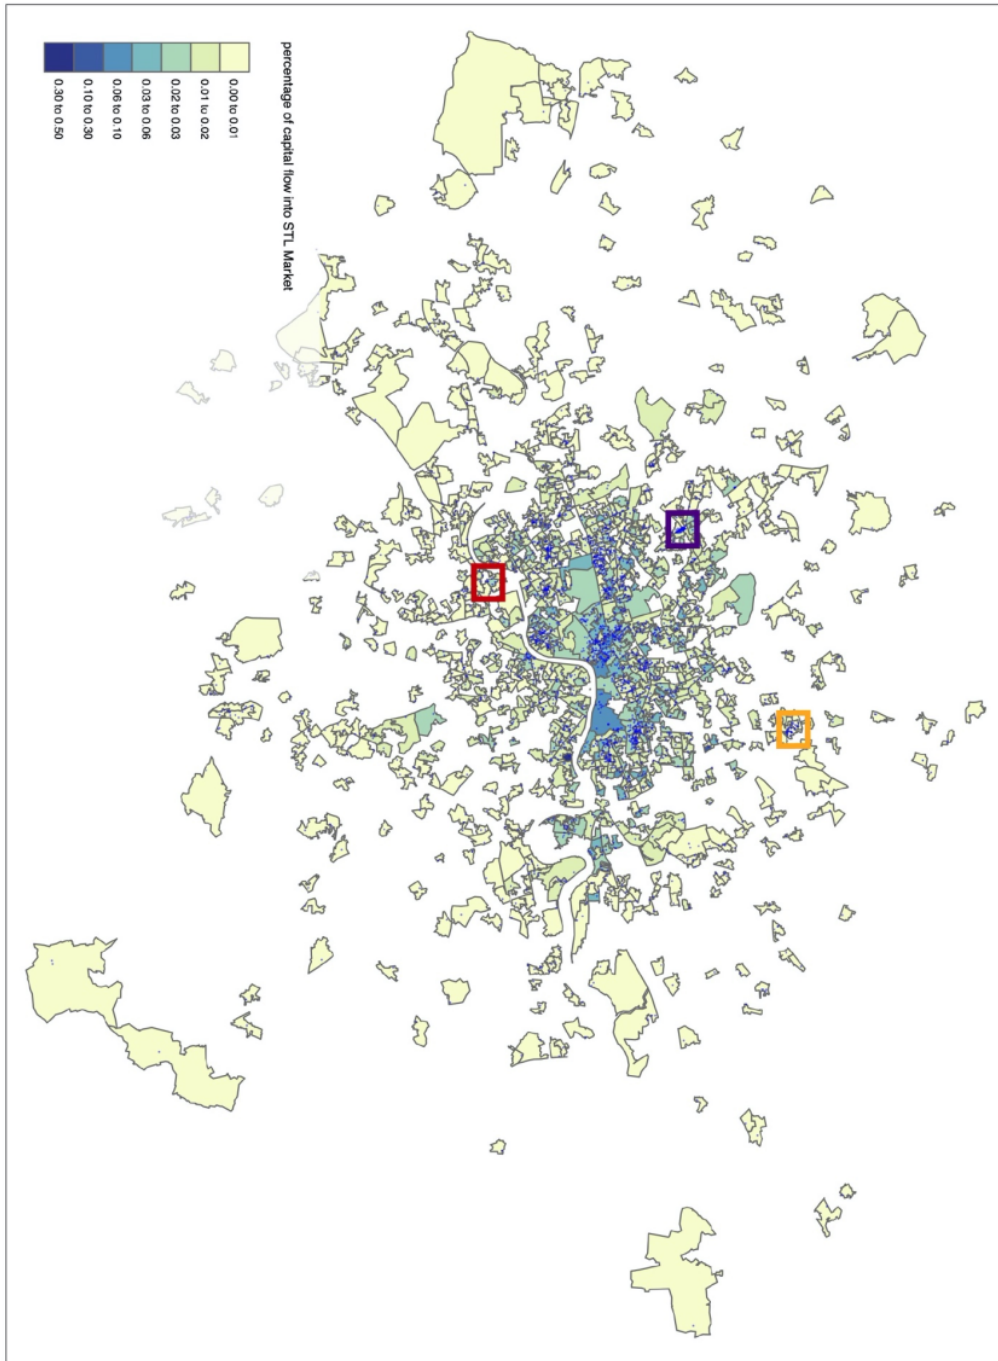 percentage of capital flow into STL Market
0.00 to 0.01
0.01 to 0.02
0.02 to 0.03
0.03 to 0.06
0.06 to 0.10
0.10 to 0.30
0.30 to 0.50